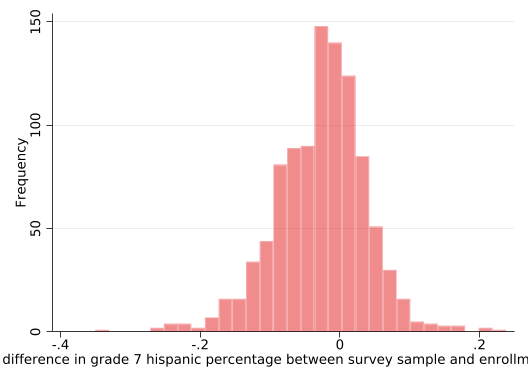 150
100
50
0
Frequency
-.4 -.2 0 .2
difference in grade 7 hispanic percentage between survey sample and